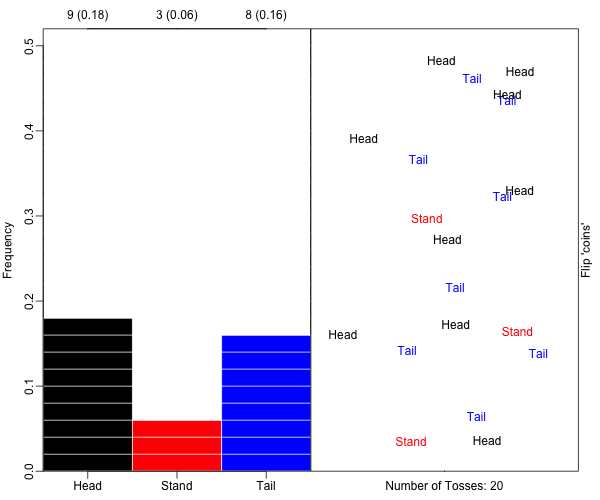 9 (0.18) 3 (0.06) 8 (0.16)
0.5
0.4
0.3
0.2
0.1
0.0
Frequency
Head Stand Tail
Head
Head
Tail
Head
Tail
Head
Tail
Head
Tail
Stand
Head
Tail
Head
Stand
Head
Tail
Tail
Tail
Stand
Head
Flip 'coins'
Number of Tosses: 20